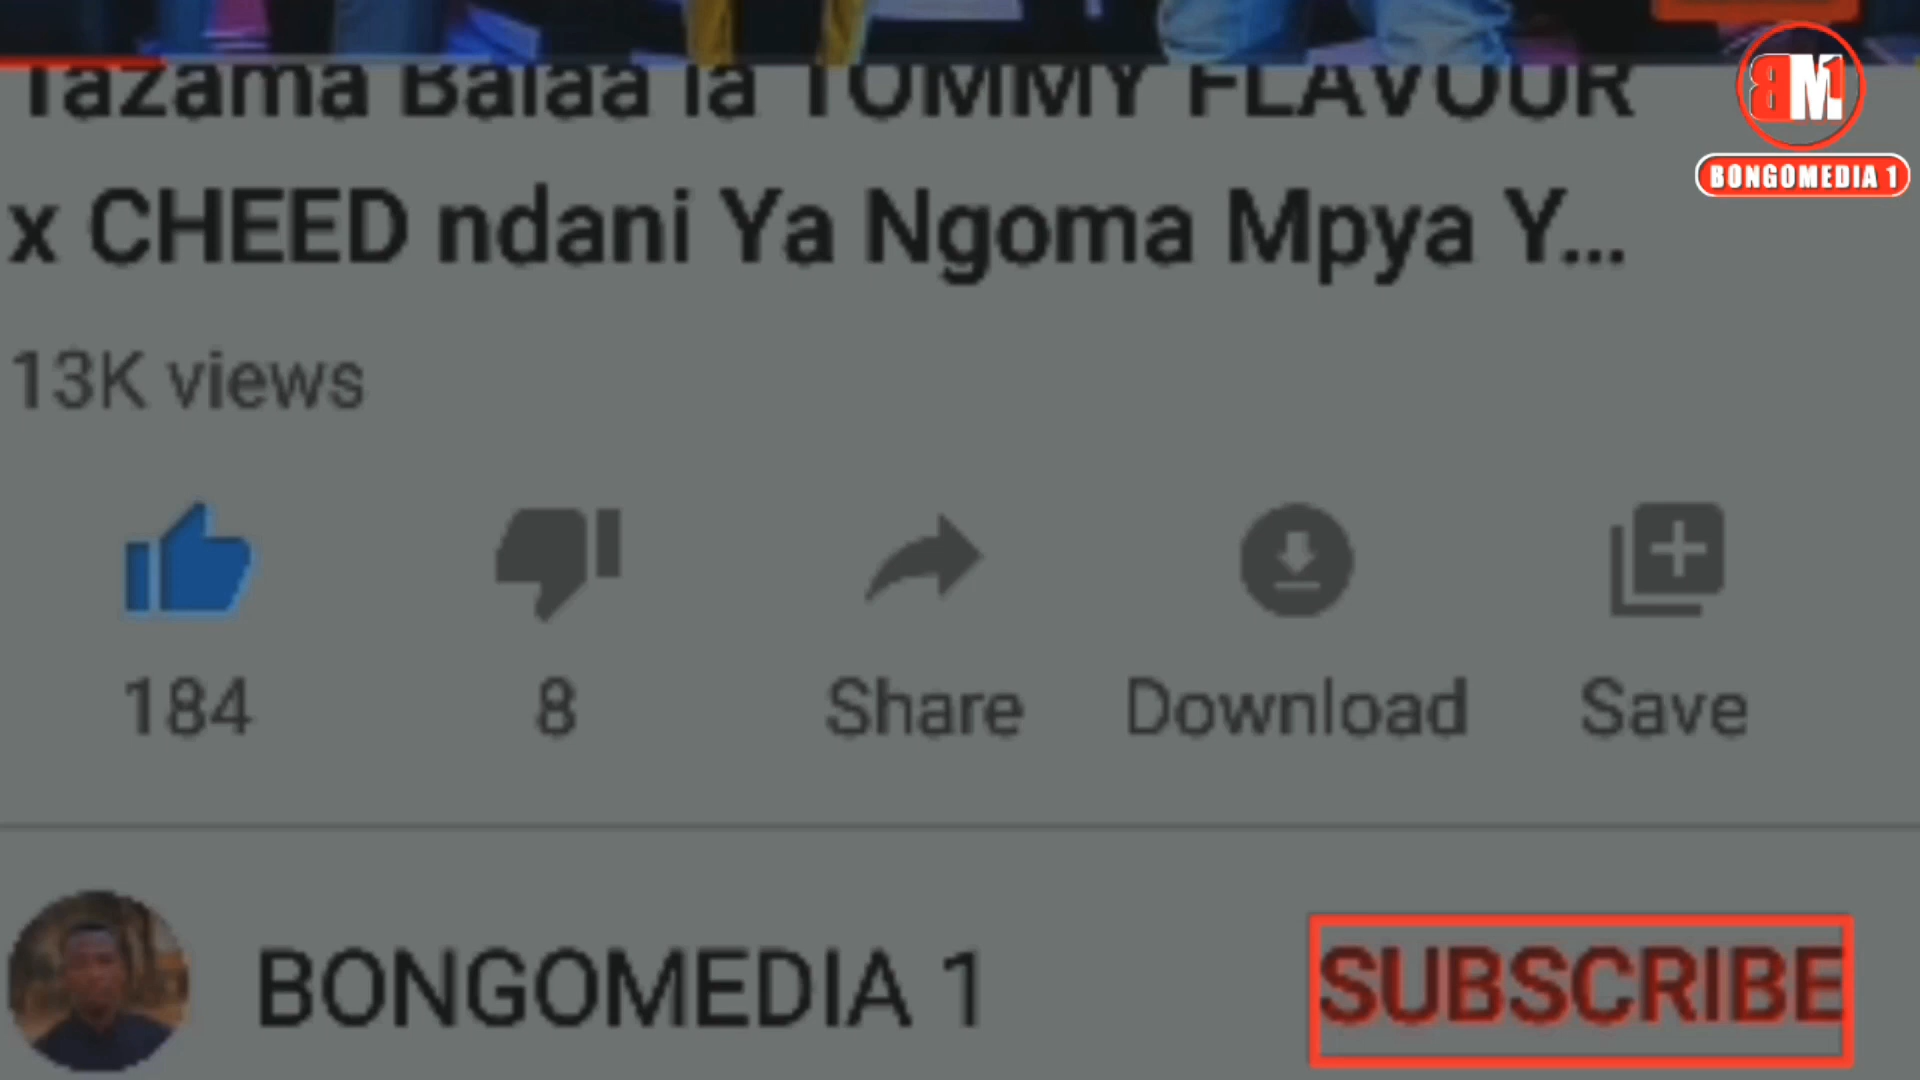 Tazama Balaa la TOMMY FLAVOUR
x CHEED ndani Ya Ngoma Mpya Y...
BM1
BONGOMEDIA 1
13K views
184
8
Share
Download
Save
BONGOMEDIA 1
SUBSCRIBE